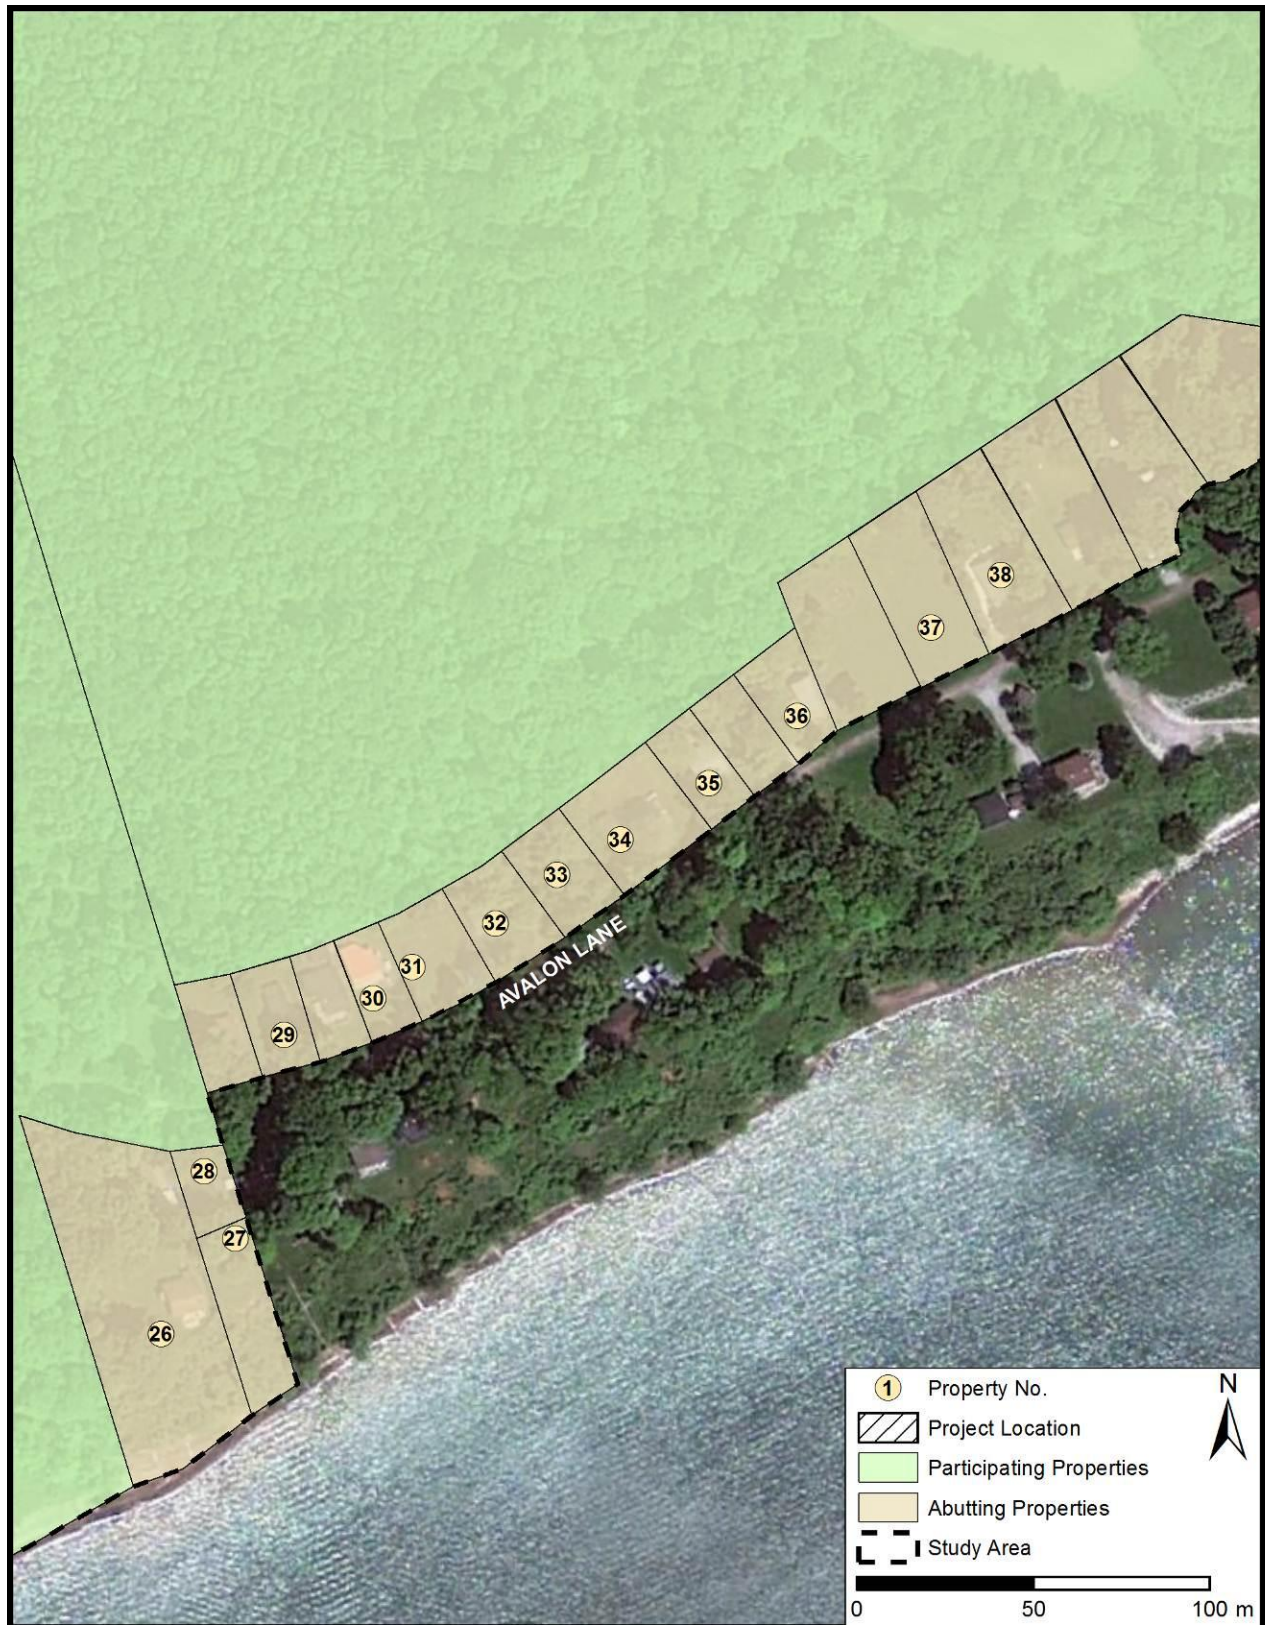 38
37
36
35
34
33
32
31
30
29
AVALON LANE
28
27
26
1 Property No.
N
Project Location
Participating Properties
Abutting Properties
Study Area
0 50 100 m